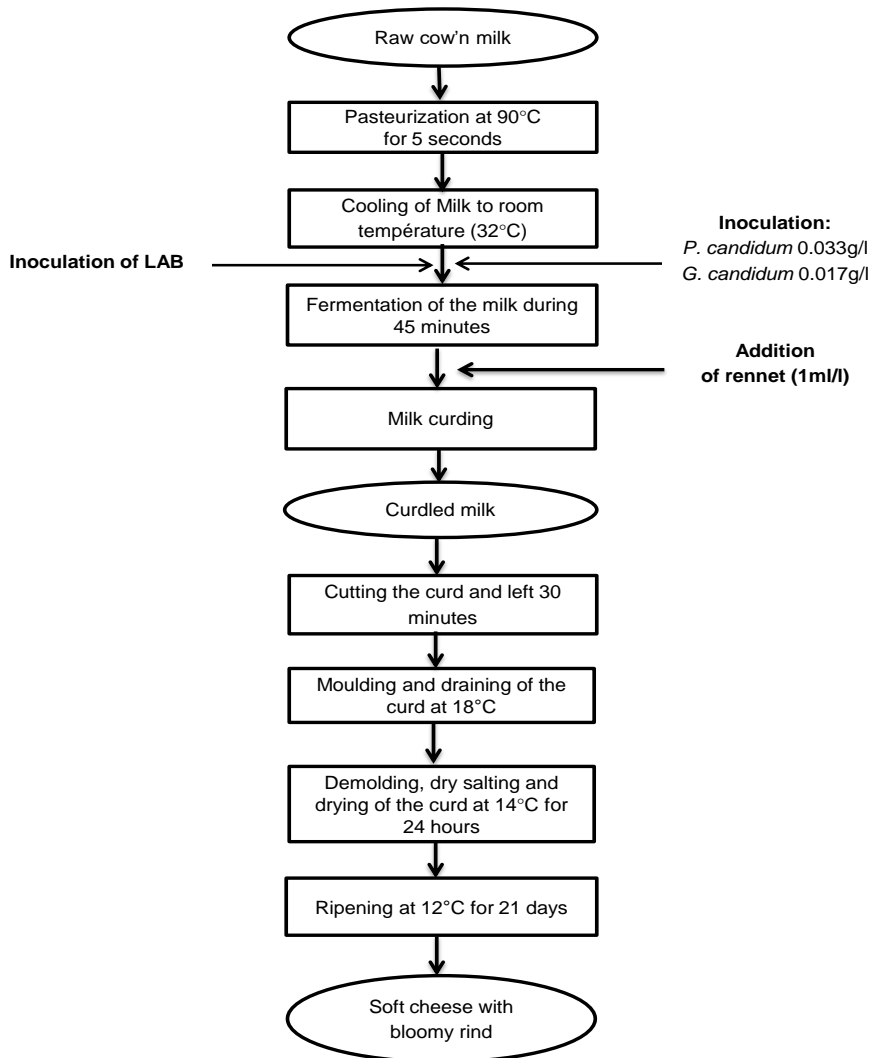 Raw cow'n milk
Pasteurization at 90°C
for 5 seconds
Cooling of Milk to room
température (32°C)
Inoculation of LAB
Inoculation:
P. candidum 0.033g/l
G. candidum 0.017g/l
Fermentation of the milk during
45 minutes
Addition
of rennet (1ml/l)
Milk curding
Curdled milk
Cutting the curd and left 30
minutes
Moulding and draining of the
curd at 18°C
Demolding, dry salting and
drying of the curd at 14°C for
24 hours
Ripening at 12°C for 21 days
Soft cheese with
bloomy rind